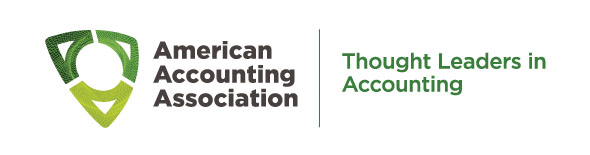 American
Accounting
Association
Thought Leaders in
Accounting